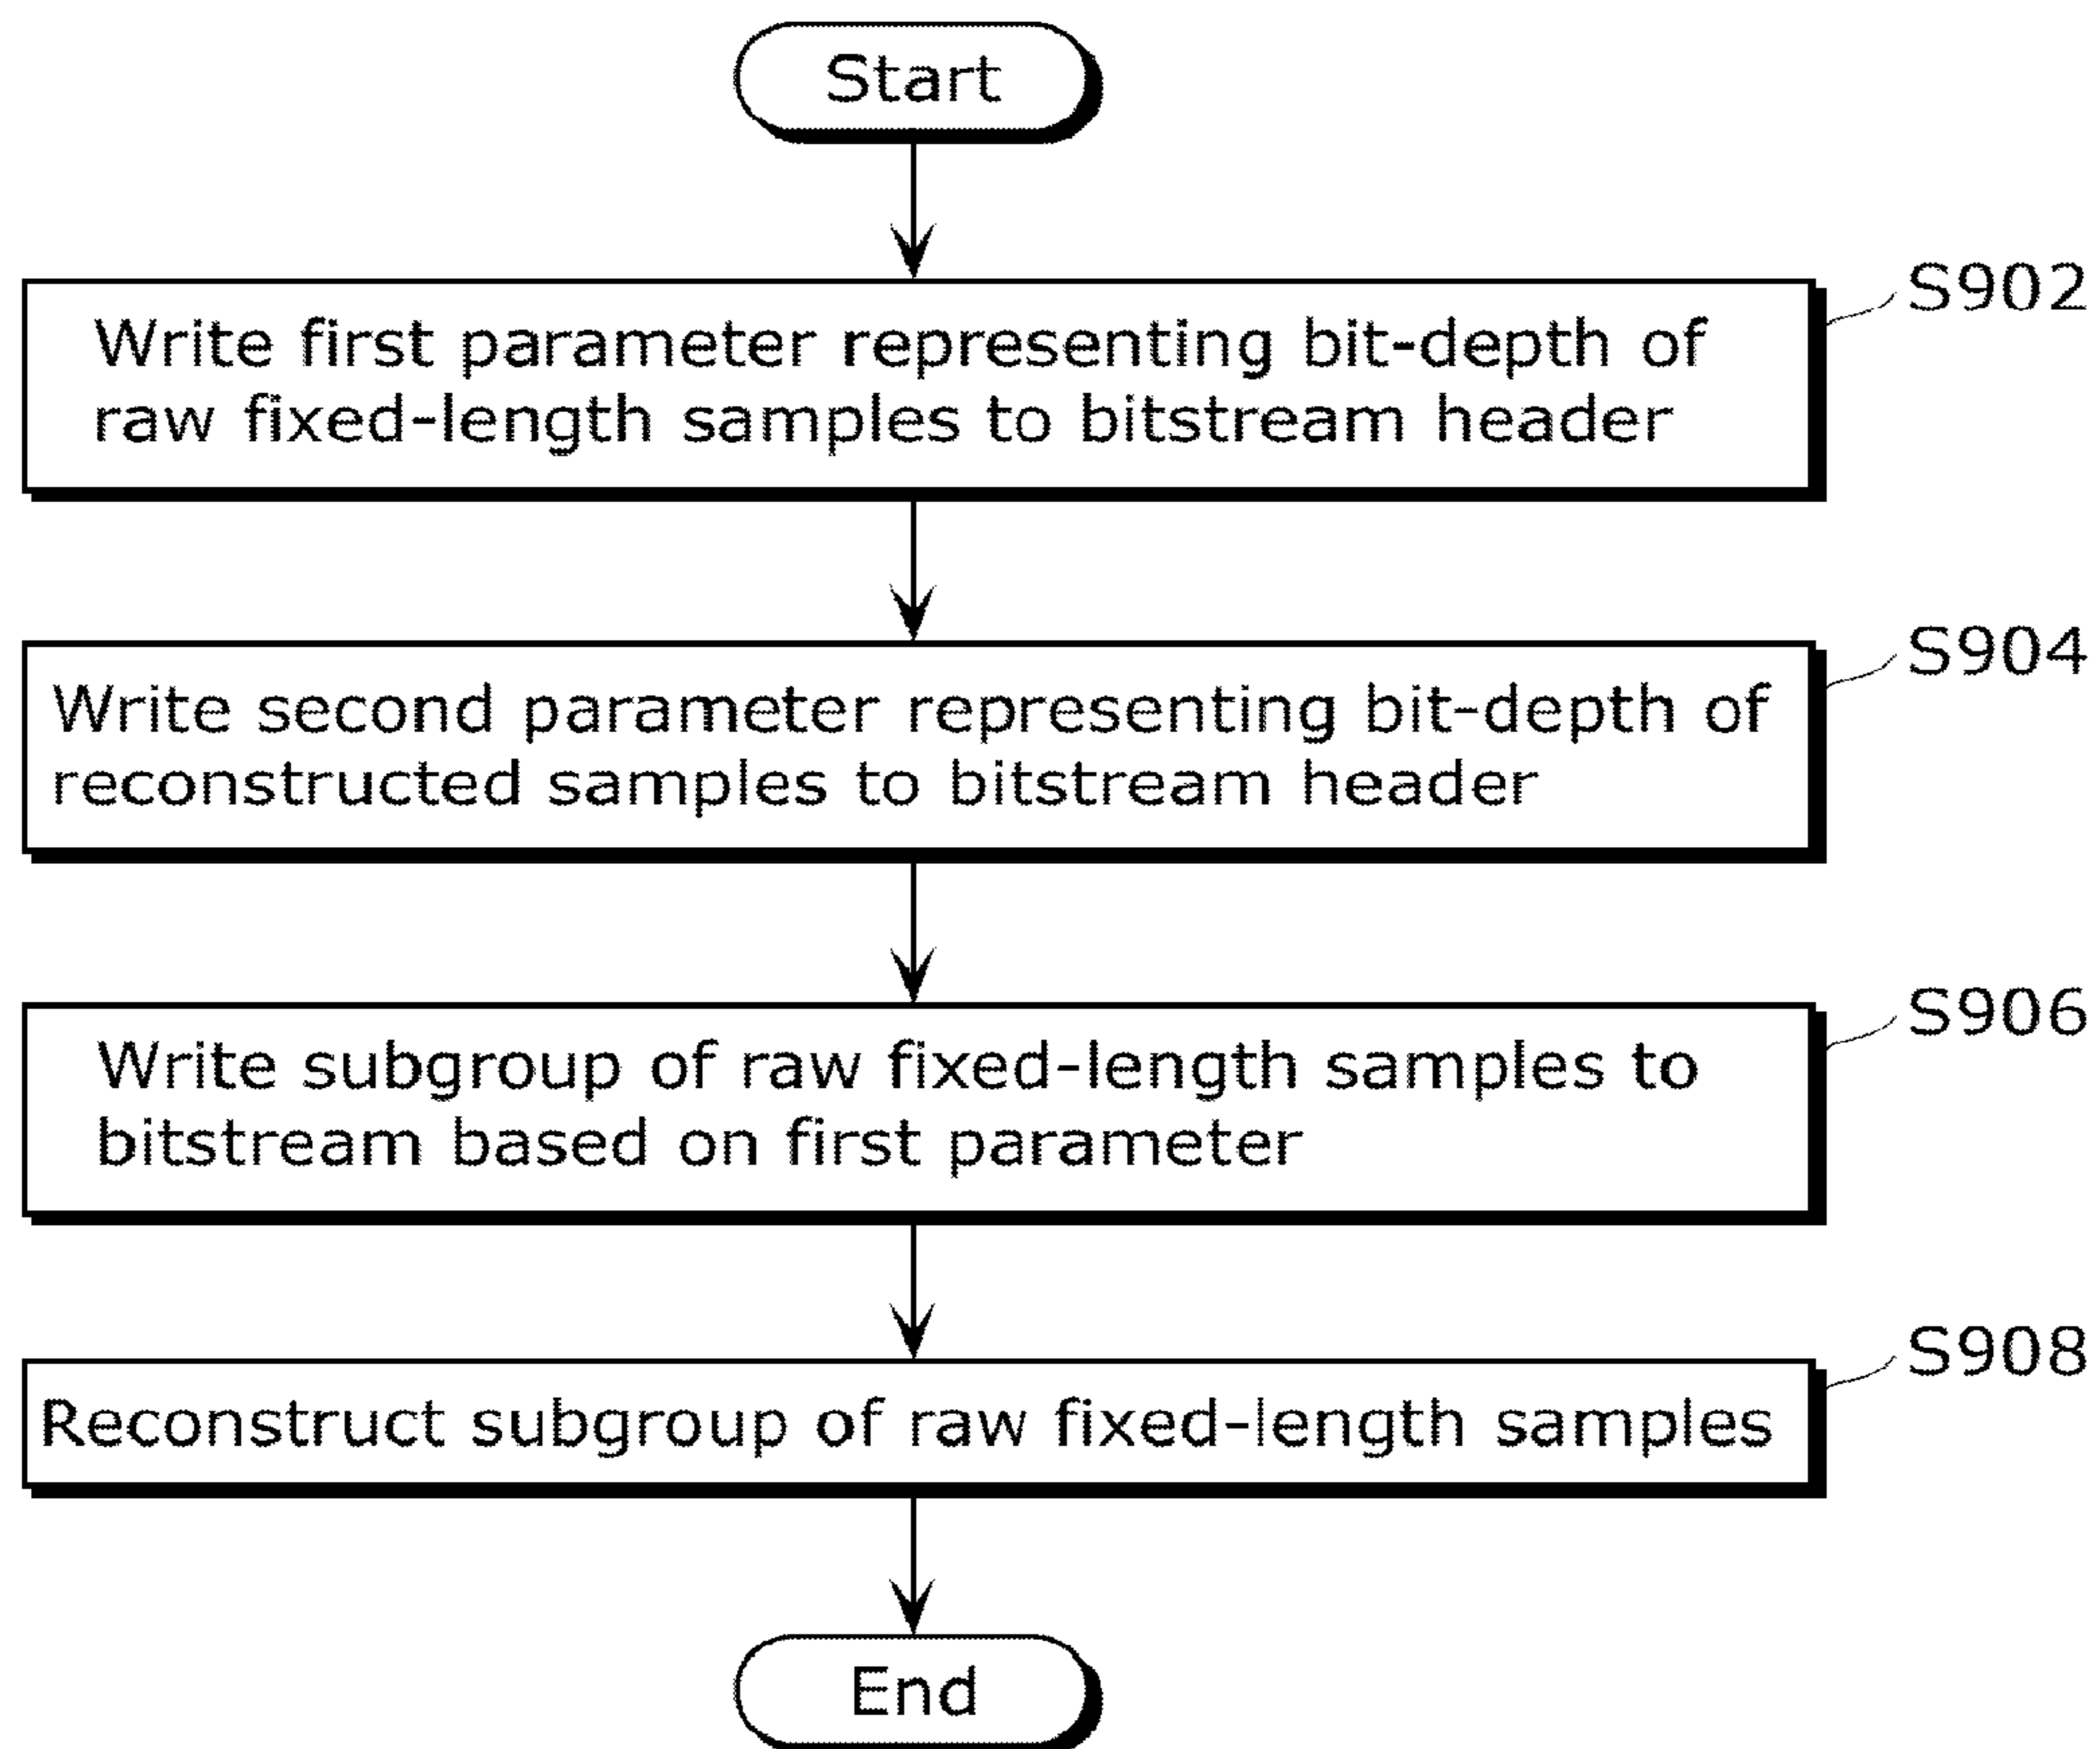 Start
S902
Write first parameter representing bit-depth of
raw fixed-length samples to bitstream header
S904
Write second parameter representing bit-depth of
reconstructed samples to bitstream header
S906
Write subgroup of raw fixed-length samples to
bitstream based on first parameter
S908
Reconstruct subgroup of raw fixed-length samples
End